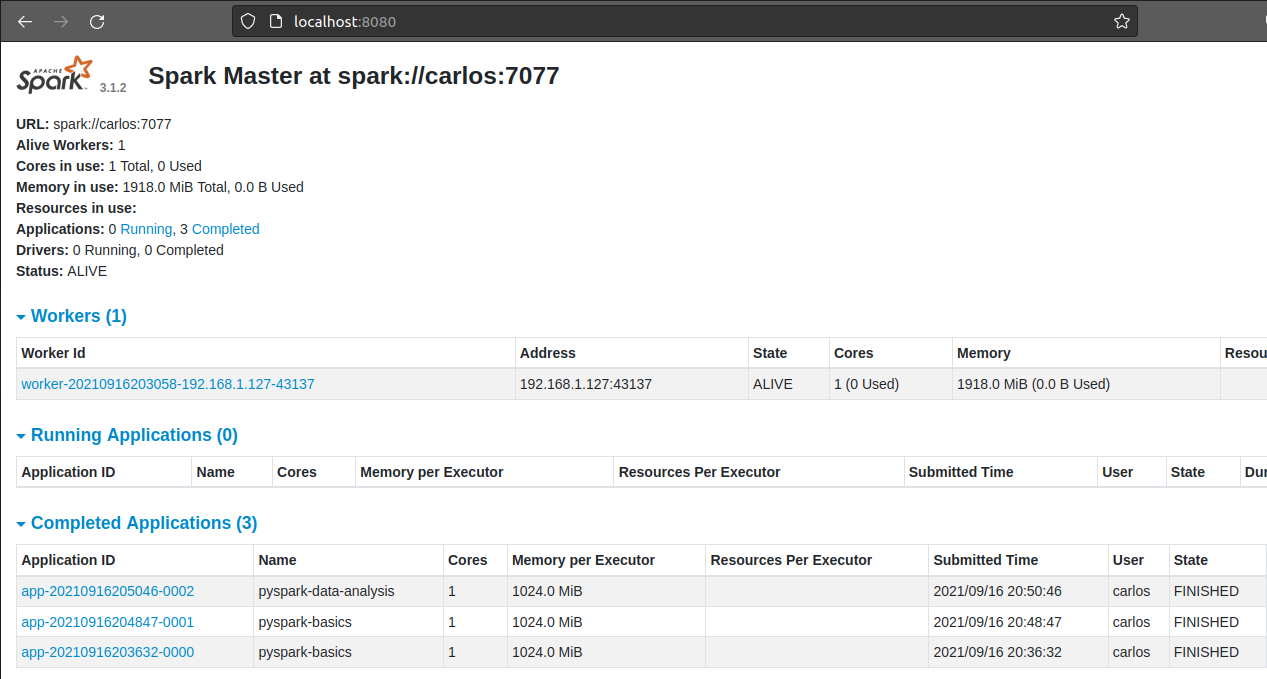 localhost:8080
APACHE
Spark 3.1.2 Spark Master at spark://carlos:7077
URL: spark://carlos:7077
Alive Workers: 1
Cores in use: 1 Total, 0 Used
Memory in use: 1918.0 MiB Total, 0.0 B Used
Resources in use:
Applications: 0 Running, 3 Completed
Drivers: 0 Running, 0 Completed
Status: ALIVE
Workers (1)
Worker Id Address State Cores Memory Resou
worker-20210916203058-192.168.1.127-43137 192.168.1.127:43137 ALIVE 1 (0 Used) 1918.0 MiB (0.0 B Used)
Running Applications (0)
Application ID Name Cores Memory per Executor Resources Per Executor Submitted Time User State Dur
Completed Applications (3)
Application ID Name Cores Memory per Executor Resources Per Executor Submitted Time User State
app-20210916205046-0002 pyspark-data-analysis 1 1024.0 MiB 2021/09/16 20:50:46 carlos FINISHED
app-20210916204847-0001 pyspark-basics 1 1024.0 MiB 2021/09/16 20:48:47 carlos FINISHED
app-20210916203632-0000 pyspark-basics 1 1024.0 MiB 2021/09/16 20:36:32 carlos FINISHED